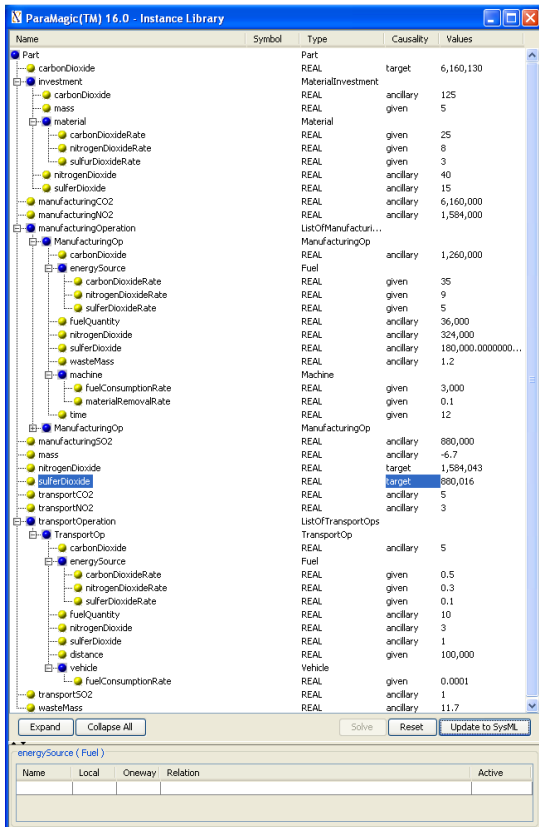 ParaMagic(TM) 16.0 - Instance Library
Name Symbol Type Causality Values
Part Part
carbonDioxide REAL target 6,160,130
investment MaterialInvestment
carbonDioxide REAL ancillary 125
mass REAL given 5
material Material
carbonDioxideRate REAL given 25
nitrogenDioxideRate REAL given 8
sulfurDioxideRate REAL given 3
nitrogenDioxide REAL ancillary 40
sulferDioxide REAL ancillary 15
manufacturingCO2 REAL ancillary 6,160,000
manufacturingNO2 REAL ancillary 1,584,000
manufacturingOperation ListOfManufacturi...
ManufacturingOp ManufacturingOp
carbonDioxide REAL ancillary 1,260,000
energySource Fuel
carbonDioxideRate REAL given 35
nitrogenDioxideRate REAL given 9
sulferDioxideRate REAL given 5
fuelQuantity REAL ancillary 36,000
nitrogenDioxide REAL ancillary 324,000
sulferDioxide REAL ancillary 180,000.0000000...
wasteMass REAL ancillary 1.2
machine Machine
fuelConsumptionRate REAL given 3,000
materialRemovalRate REAL given 0.1
time REAL given 12
ManufacturingOp ManufacturingOp
manufacturingSO2 REAL ancillary 880,000
mass REAL ancillary -6.7
nitrogenDioxide REAL target 1,584,043
sulferDioxide REAL target 880,016
transportCO2 REAL ancillary 5
transportNO2 REAL ancillary 3
transportOperation ListOfTransportOps
TransportOp TransportOp
carbonDioxide REAL ancillary 5
energySource Fuel
carbonDioxideRate REAL given 0.5
nitrogenDioxideRate REAL given 0.3
sulferDioxideRate REAL given 0.1
fuelQuantity REAL ancillary 10
nitrogenDioxide REAL ancillary 3
sulferDioxide REAL ancillary 1
distance REAL given 100,000
vehicle Vehicle
fuelConsumptionRate REAL given 0.0001
transportSO2 REAL ancillary 1
wasteMass REAL ancillary 11.7
Expand Collapse All Solve Reset Update to SysML
energySource ( Fuel )
Name Local Oneway Relation Active